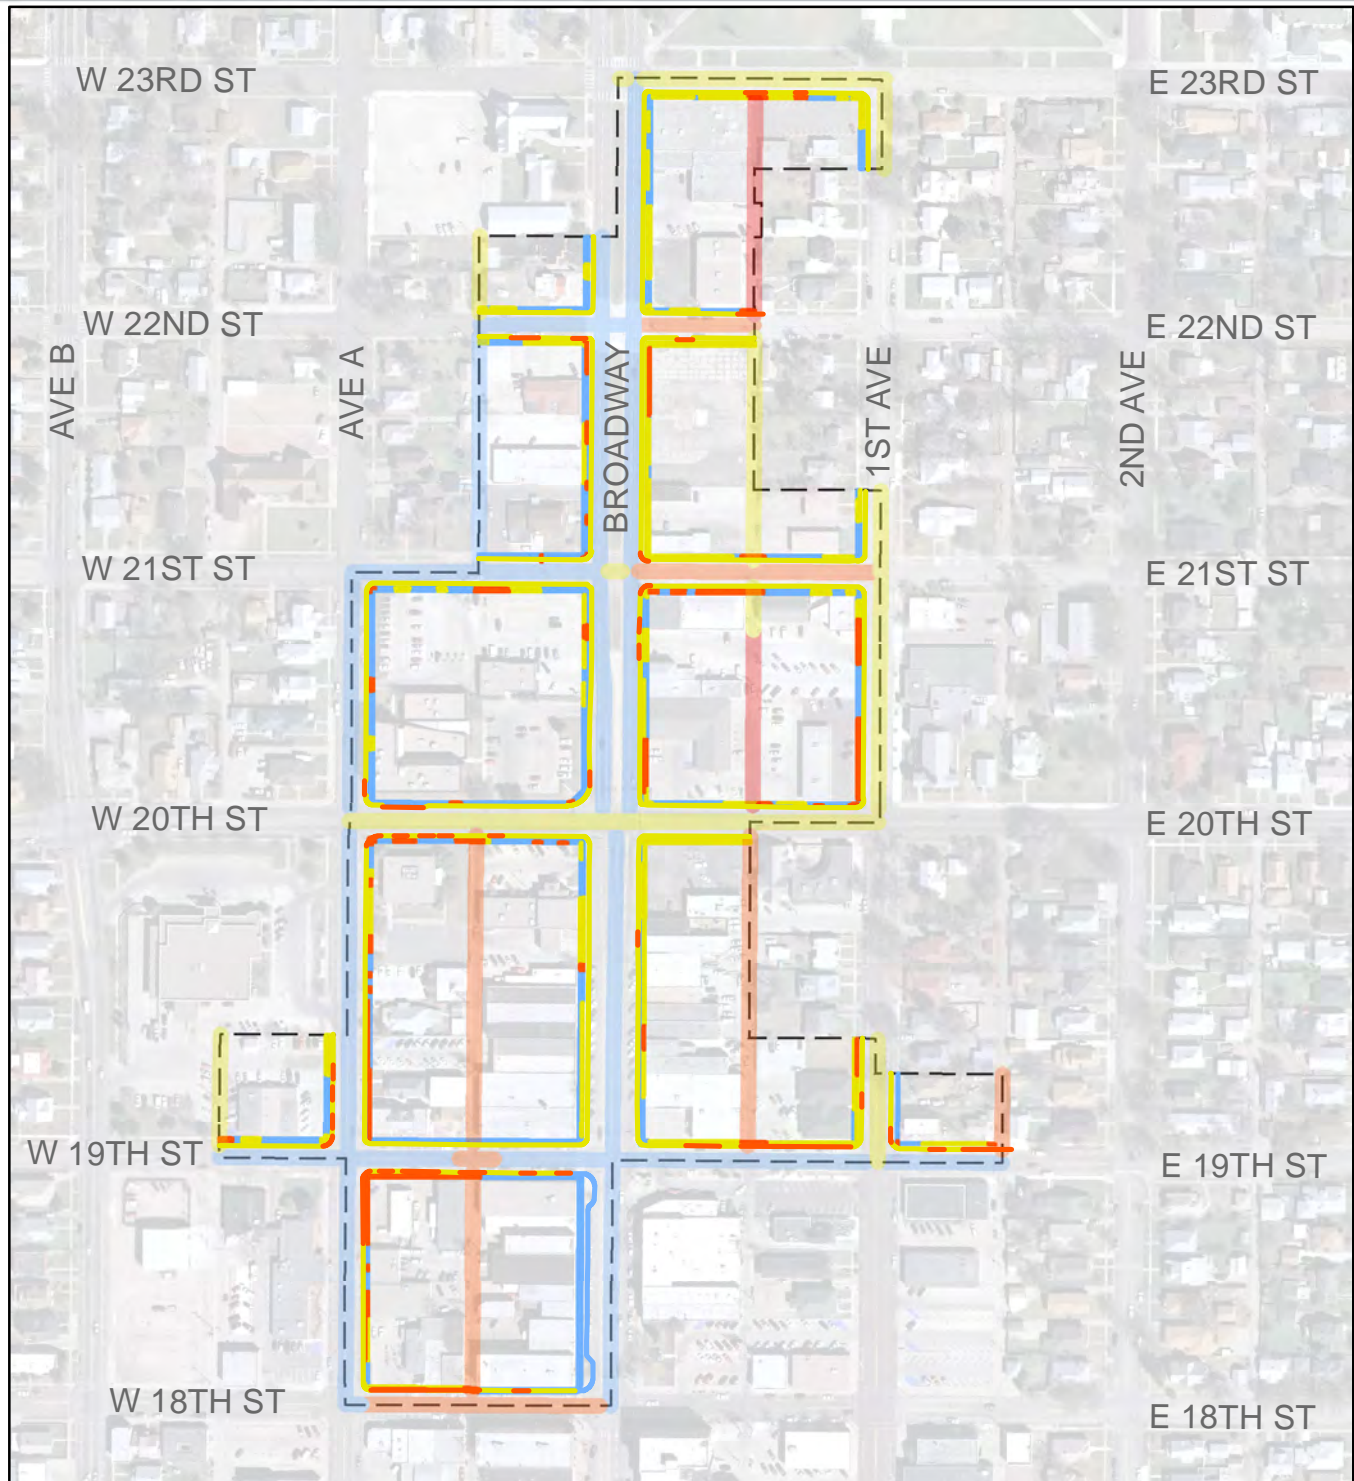 W 23RD ST
E 23RD ST
W 22ND ST
E 22ND ST
AVE B
AVE A
BROADWAY
1ST AVE
2ND AVE
W 21ST ST
E 21ST ST
W 20TH ST
E 20TH ST
W 19TH ST
E 19TH ST
W 18TH ST
E 18TH ST